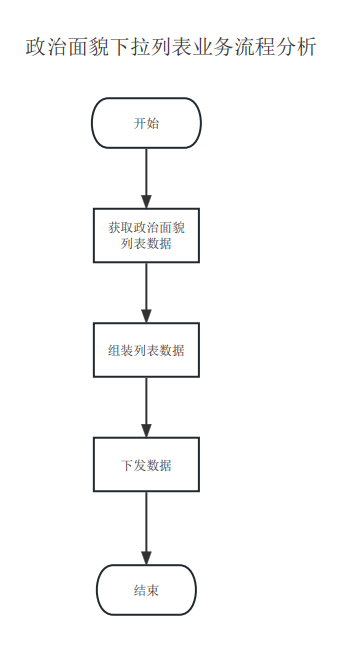 政治面貌下拉列表业务流程分析
开始
获取政治面貌
列表数据
组装列表数据
下发数据
结束